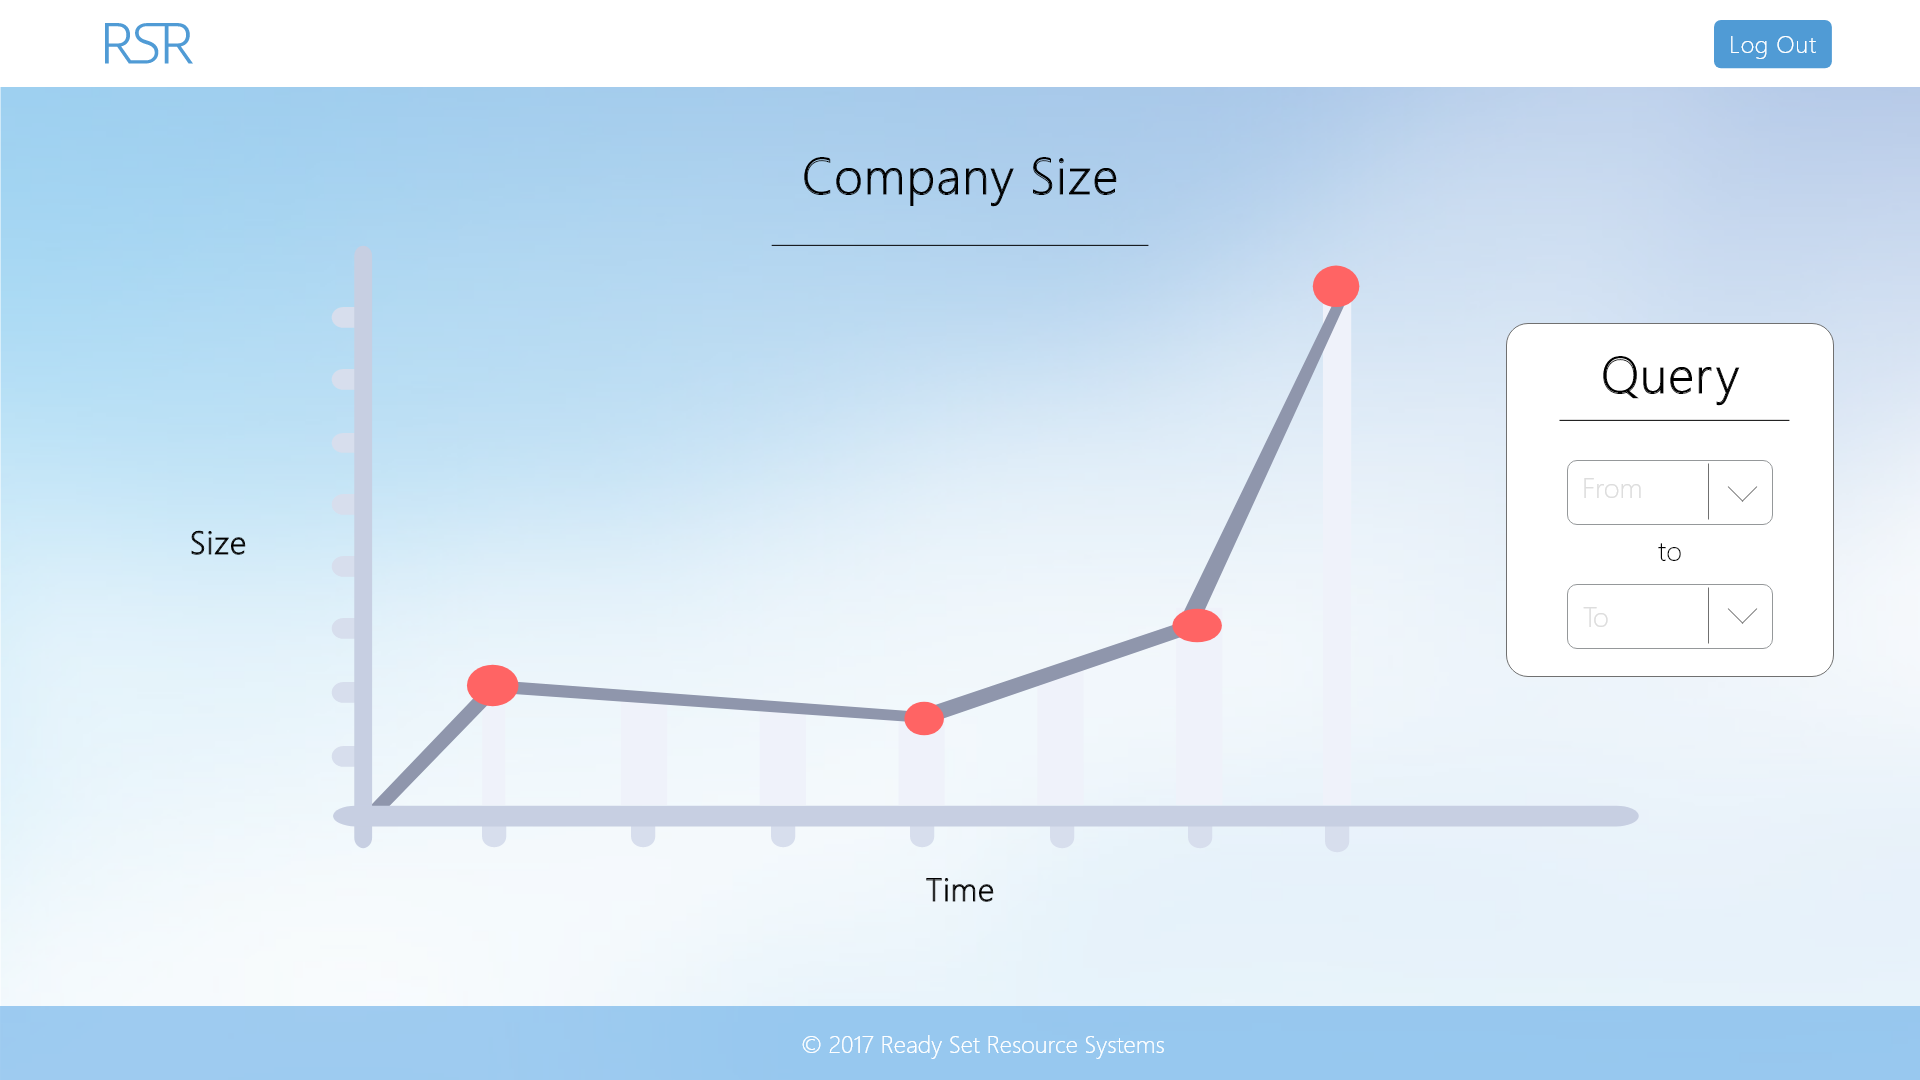 RSR
Log Out
Company Size
Size
Time
Query
From
to
To
© 2017 Ready Set Resource Systems